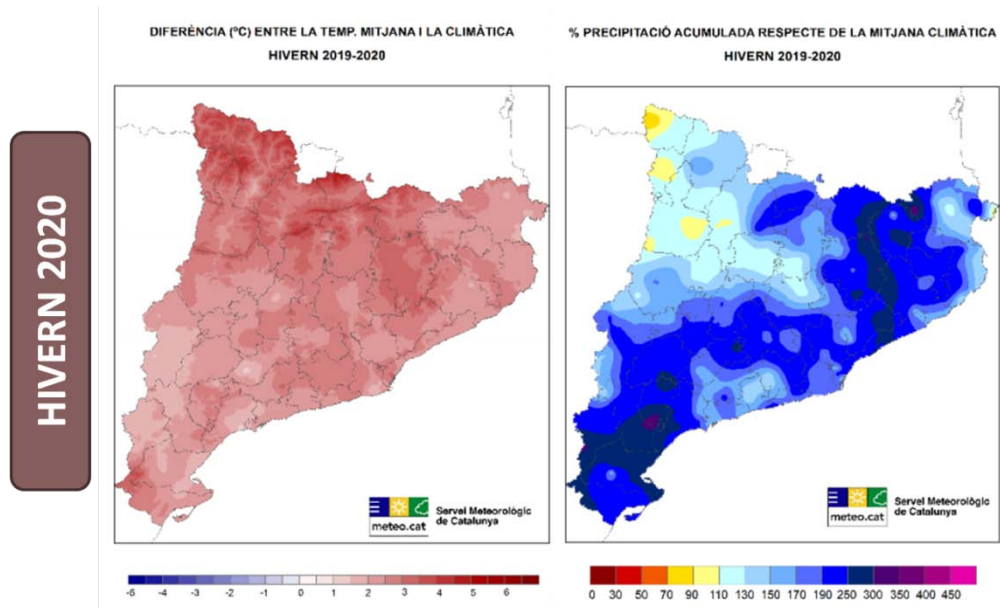 HIVERN 2020
DIFERÈNCIA (ºC) ENTRE LA TEMP. MITJANA I LA CLIMÀTICA
HIVERN 2019-2020
Servei Meteorològic
de Catalunya
meteo.cat
-6 -4 -3 -2 -1 0 1 2 3 4 5 6
% PRECIPITACIÓ ACUMULADA RESPECTE DE LA MITJANA CLIMÀTICA
HIVERN 2019-2020
Servei Meteorològic
de Catalunya
meteo.cat
0 30 50 70 90 110 130 150 170 190 250 300 350 400 450